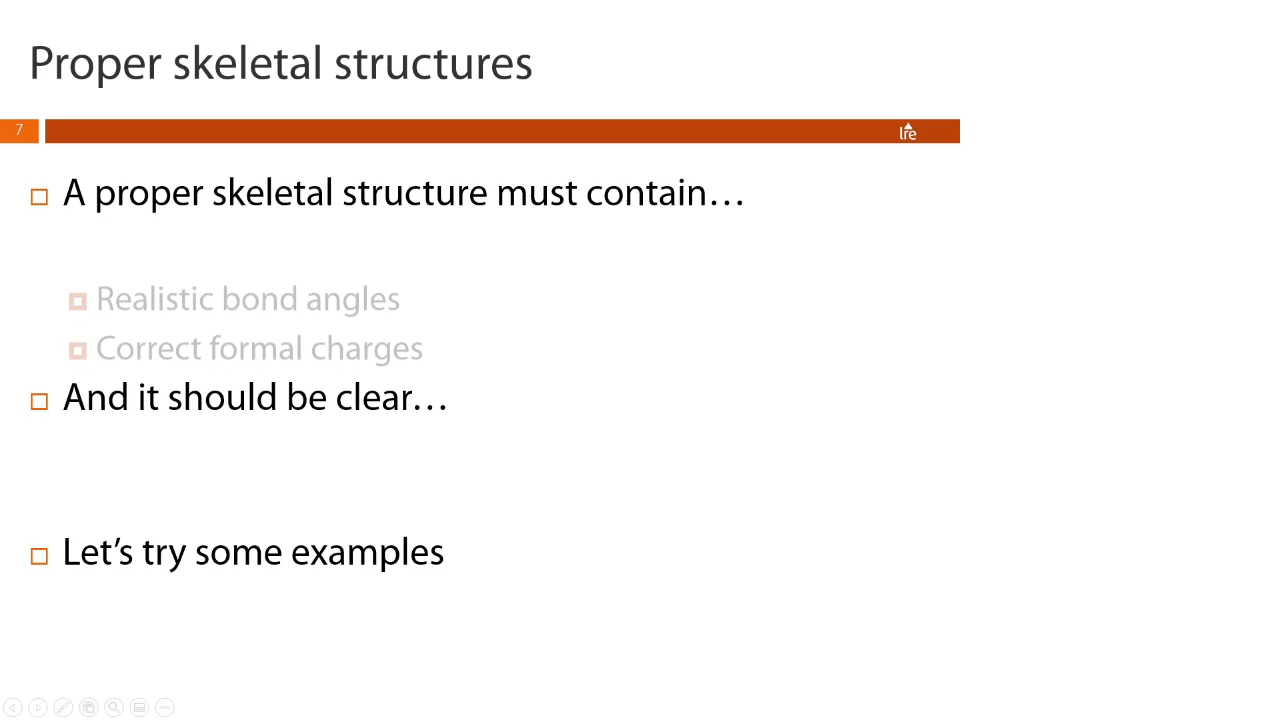 Proper skeletal structures
7
lre
A proper skeletal structure must contain…
Realistic bond angles
Correct formal charges
And it should be clear…
Let’s try some examples